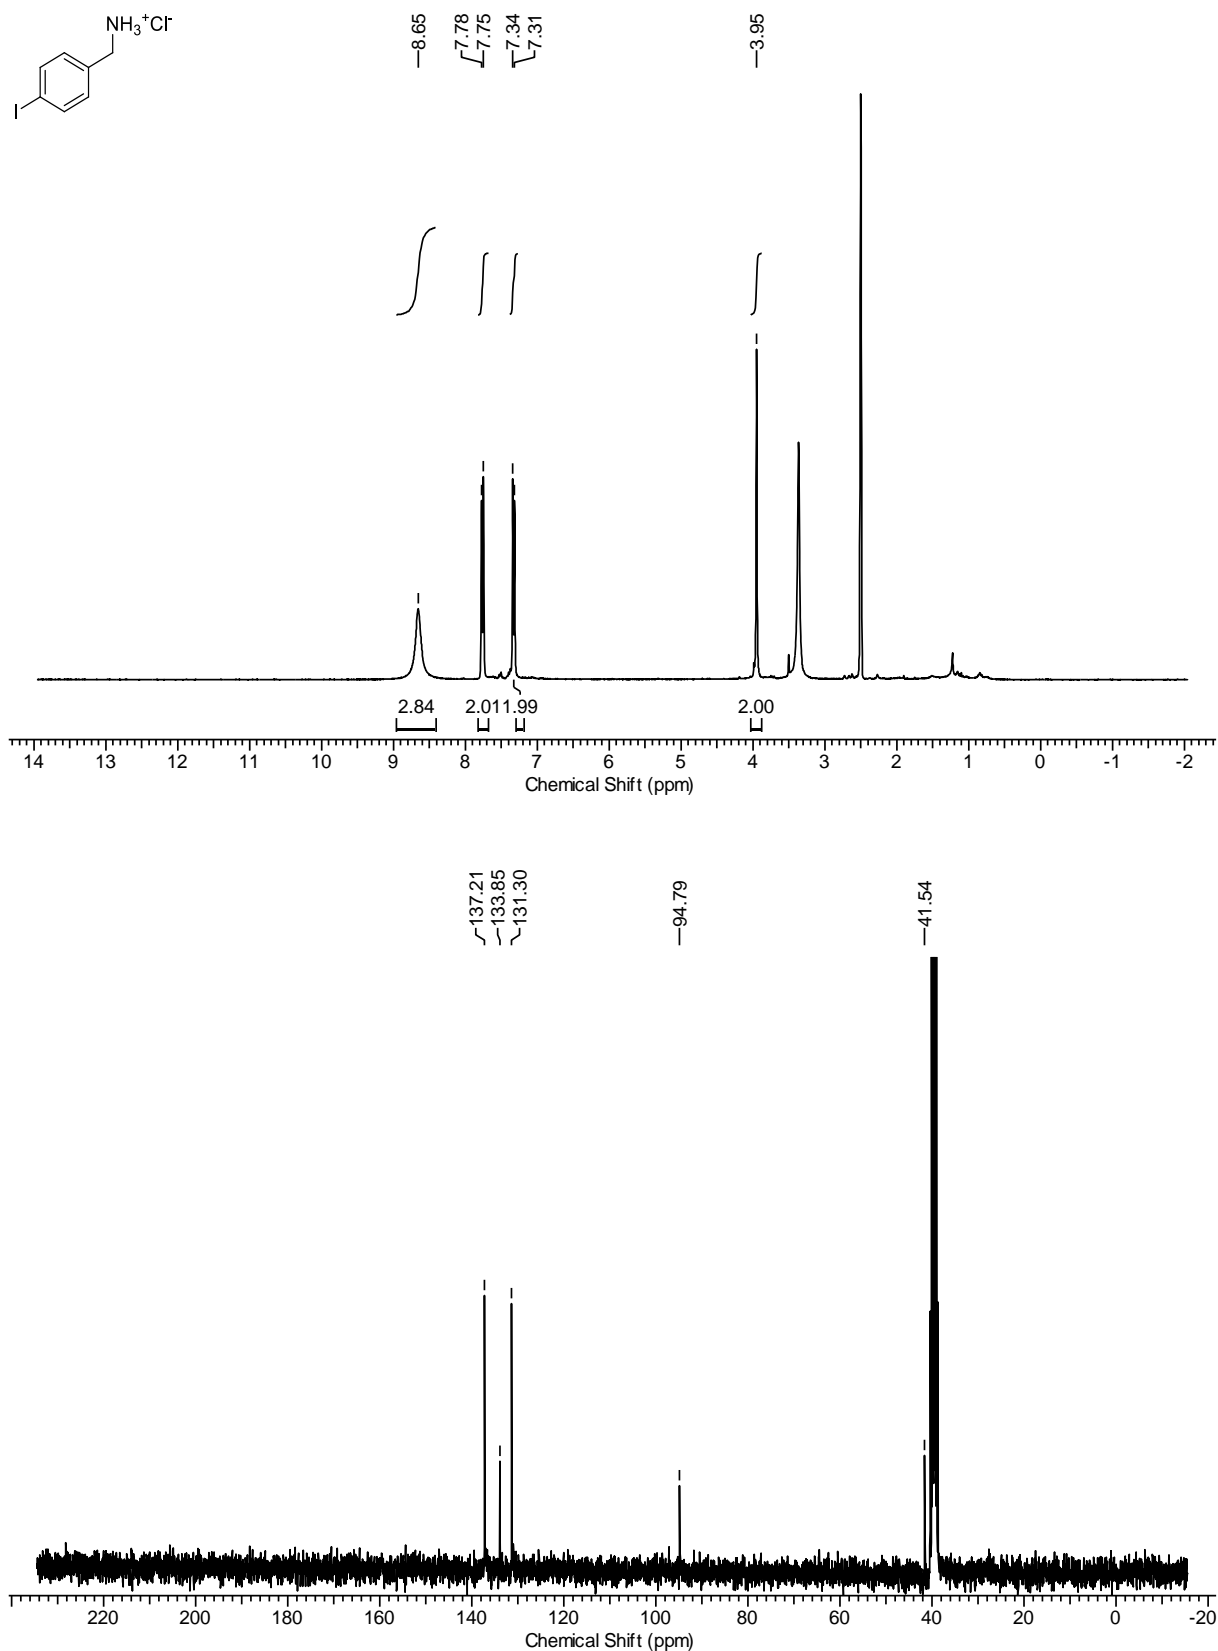 NH3+Cl-
I
8.65
7.78
7.75
7.34
7.31
3.95
2.84
2.01
1.99
2.00
14 13 12 11 10 9 8 7 6 5 4 3 2 1 0 -1 -2
Chemical Shift (ppm)
137.21
133.85
131.30
94.79
41.54
220 200 180 160 140 120 100 80 60 40 20 0 -20
Chemical Shift (ppm)